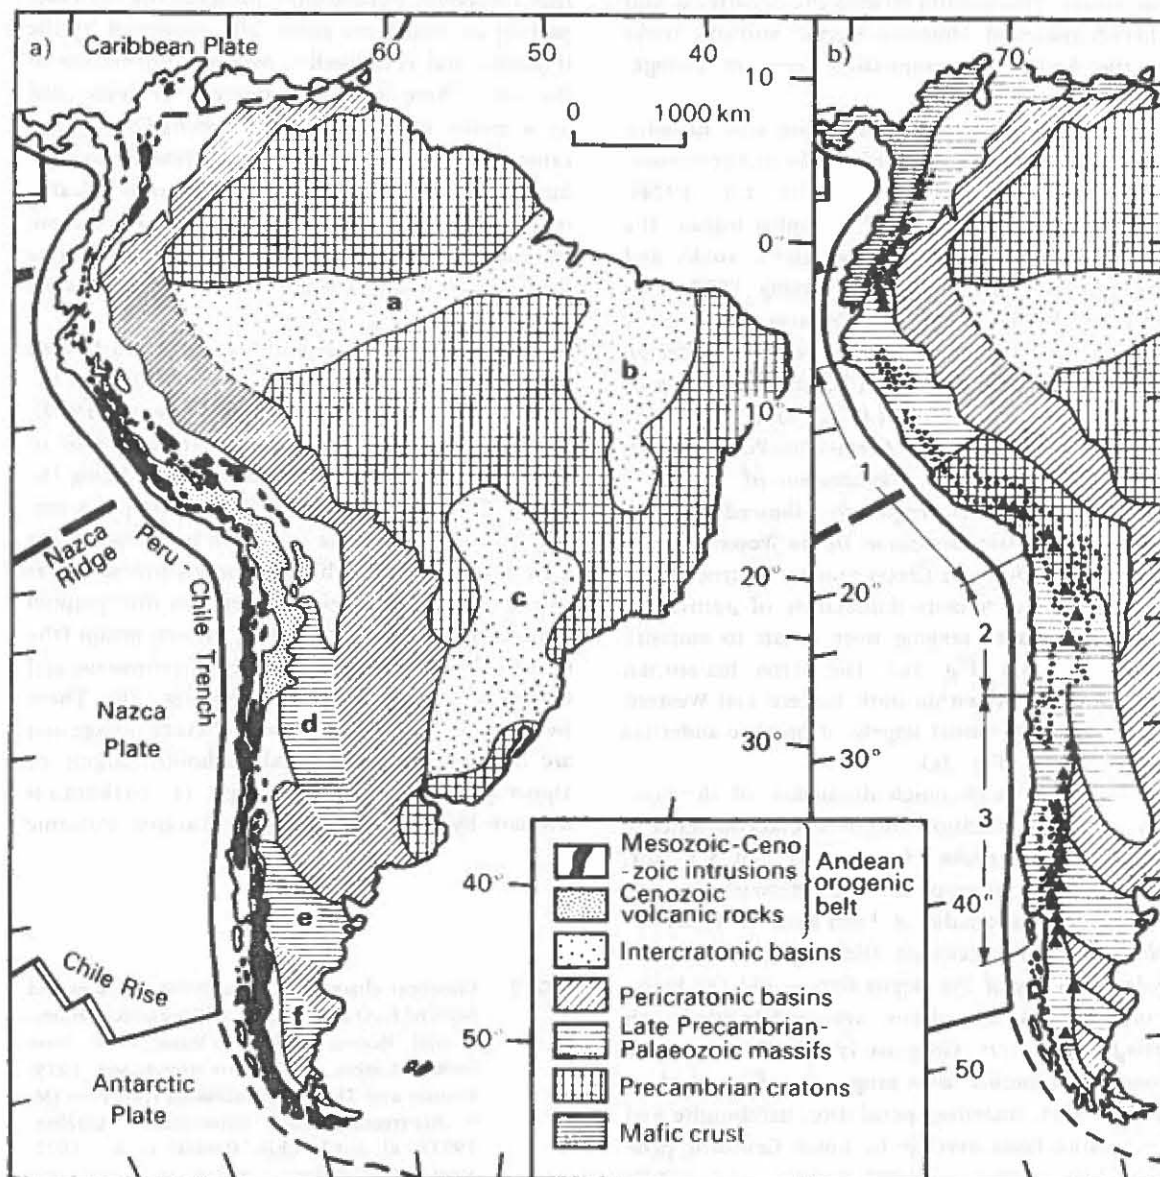 a)
Caribbean Plate
60
50
40
0 1000 km
a
b
c
d
e
f
Nazca
Ridge
Peru
Chile Trench
Nazca
Plate
Chile Rise
Antarctic
Plate
40°
50°
b)
70°
10
0°
10
20°
30°
30°
40°
50
1
2
3
Mesozoic-Ceno
-zoic intrusions
Cenozoic
volcanic rocks
Andean
orogenic
belt
Intercratonic basins
Pericratonic basins
Late Precambrian-
Palaeozoic massifs
Precambrian cratons
Mafic crust